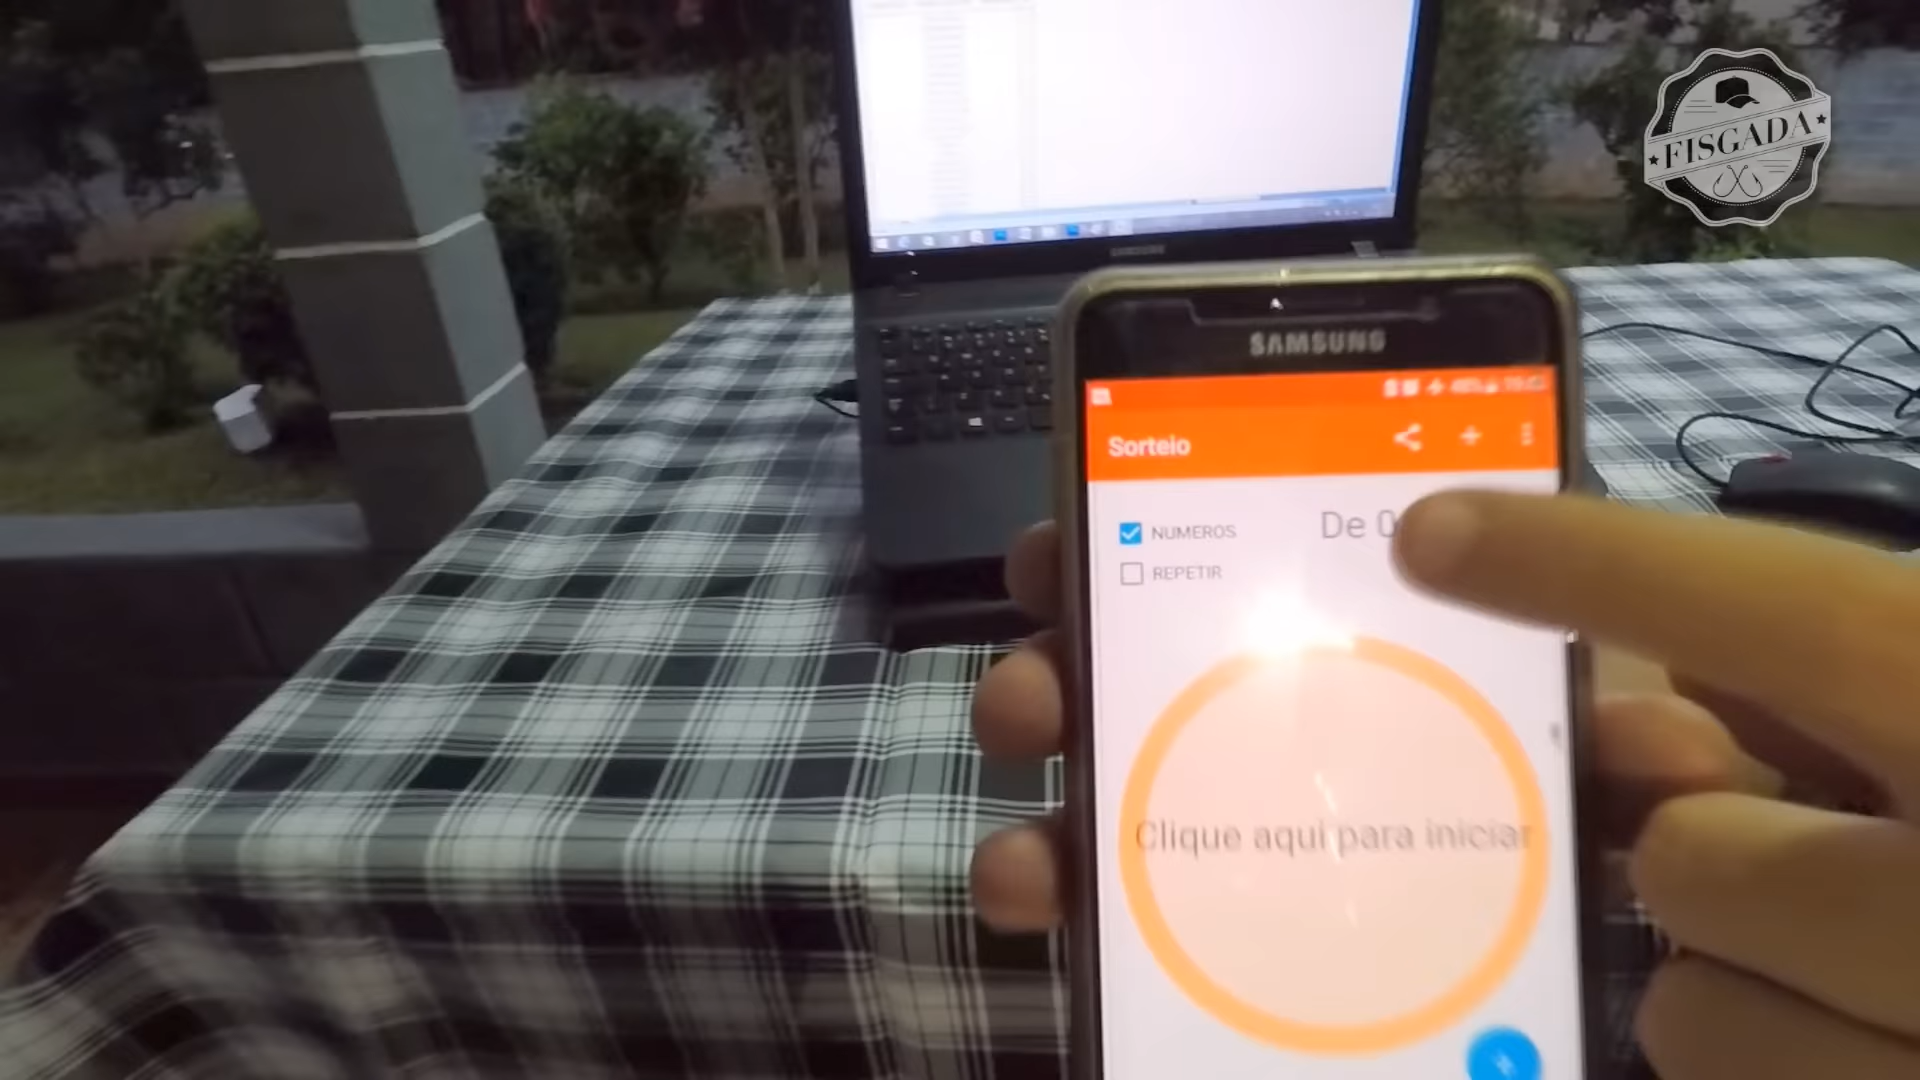 FISGADA
SAMSUNG
SAMSUNG
Sorteio
NUMEROS
De 0
REPETIR
Clique aqui para iniciar